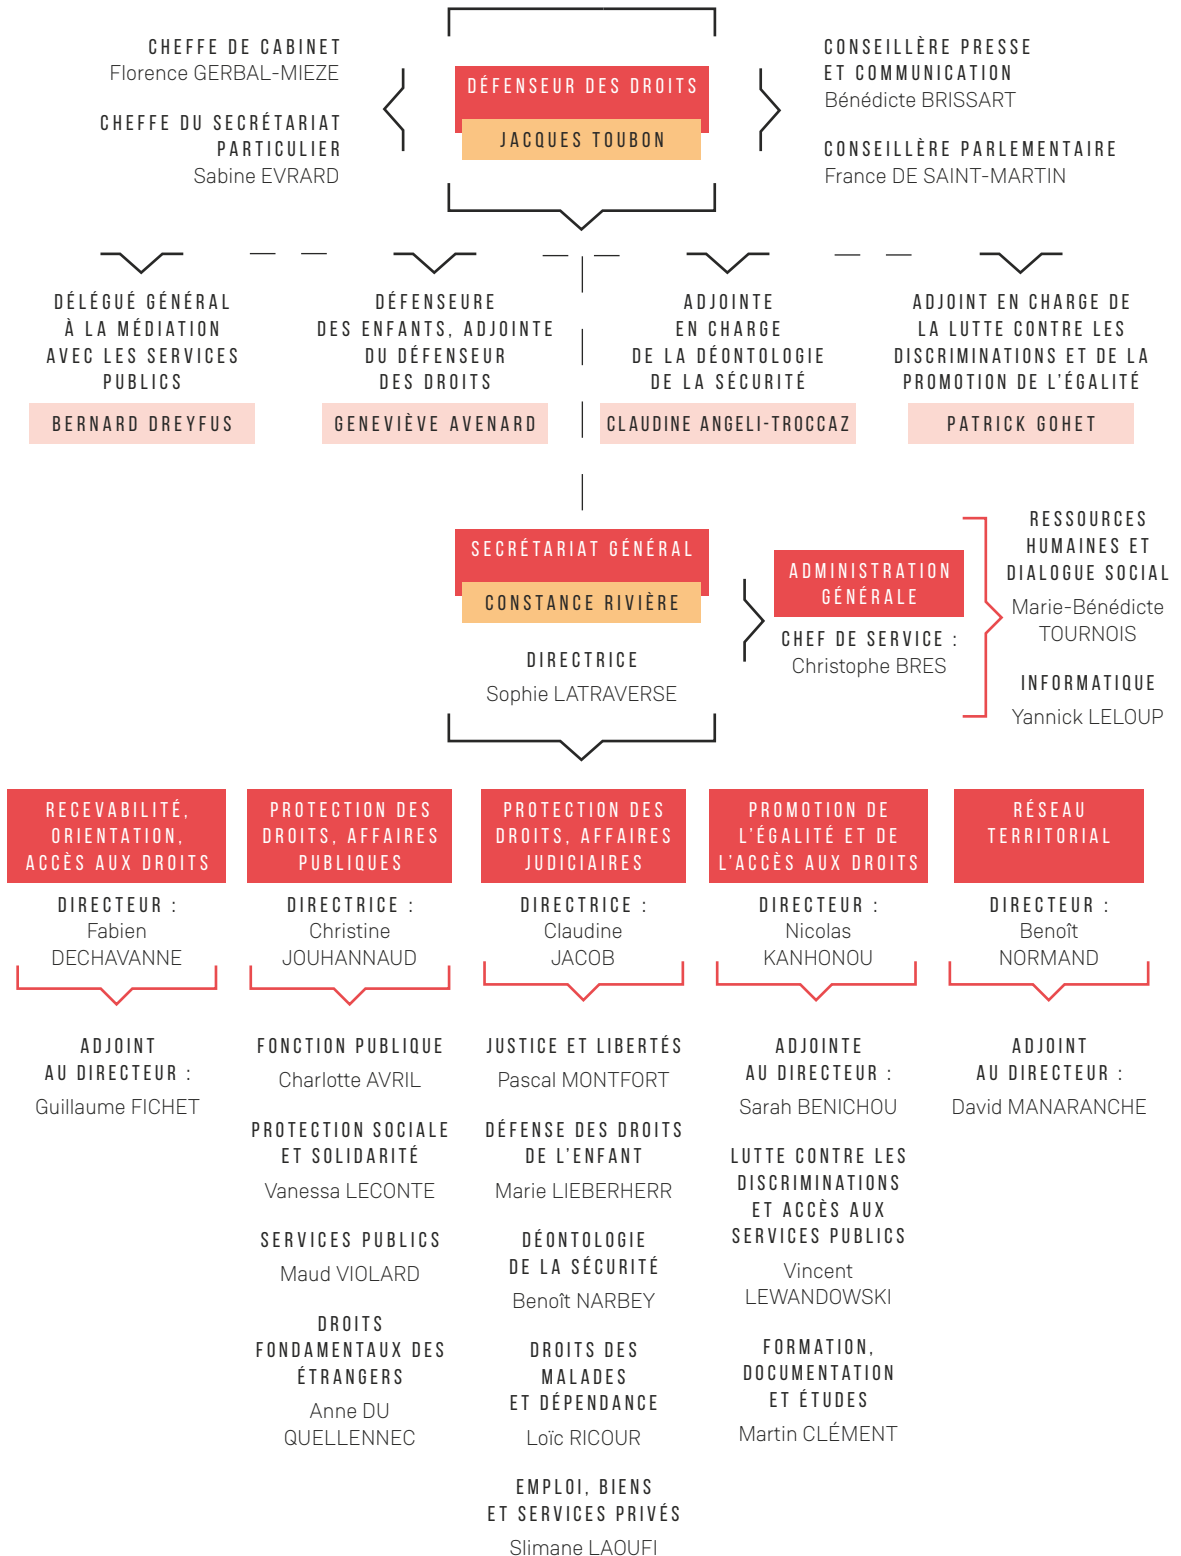 CHEFFE DE CABINET
Florence GERBAL-MIEZE
CHEFFE DU SECRÉTARIAT
PARTICULIER
Sabine EVRARD
DÉFENSEUR DES DROITS
JACQUES TOUBON
CONSEILLÈRE PRESSE
ET COMMUNICATION
Bénédicte BRISSART
CONSEILLÈRE PARLEMENTAIRE
France DE SAINT-MARTIN
DÉLÉGUÉ GÉNÉRAL
À LA MÉDIATION
AVEC LES SERVICES
PUBLICS
BERNARD DREYFUS
DÉFENSEURE
DES ENFANTS, ADJOINTE
DU DÉFENSEUR
DES DROITS
GENEVIÈVE AVENARD
ADJOINTE
EN CHARGE
DE LA DÉONTOLOGIE
DE LA SÉCURITÉ
CLAUDINE ANGELI-TROCCAZ
ADJOINT EN CHARGE DE
LA LUTTE CONTRE LES
DISCRIMINATIONS ET DE LA
PROMOTION DE L'ÉGALITÉ
PATRICK GOHET
SECRÉTARIAT GÉNÉRAL
CONSTANCE RIVIÈRE
DIRECTRICE
Sophie LATRAVERSE
ADMINISTRATION
GÉNÉRALE
CHEF DE SERVICE :
Christophe BRES
RESSOURCES
HUMAINES ET
DIALOGUE SOCIAL
Marie-Bénédicte
TOURNOIS
INFORMATIQUE
Yannick LELOUP
RECEVABILITÉ,
ORIENTATION,
ACCÈS AUX DROITS
DIRECTEUR :
Fabien
DECHAVANNE
ADJOINT
AU DIRECTEUR :
Guillaume FICHET
PROTECTION DES
DROITS, AFFAIRES
PUBLIQUES
DIRECTRICE :
Christine
JOUHANNAUD
FONCTION PUBLIQUE
Charlotte AVRIL
PROTECTION SOCIALE
ET SOLIDARITÉ
Vanessa LECONTE
SERVICES PUBLICS
Maud VIOLARD
DROITS
FONDAMENTAUX DES
ÉTRANGERS
Anne DU
QUELLENNEC
PROTECTION DES
DROITS, AFFAIRES
JUDICIAIRES
DIRECTRICE :
Claudine
JACOB
JUSTICE ET LIBERTÉS
Pascal MONTFORT
DÉFENSE DES DROITS
DE L'ENFANT
Marie LIEBERHERR
DÉONTOLOGIE
DE LA SÉCURITÉ
Benoît NARBEY
DROITS DES
MALADES
ET DÉPENDANCE
Loïc RICOUR
EMPLOI, BIENS
ET SERVICES PRIVÉS
Slimane LAOUFI
PROMOTION DE
L'ÉGALITÉ ET DE
L'ACCÈS AUX DROITS
DIRECTEUR :
Nicolas
KANHONOU
ADJOINTE
AU DIRECTEUR :
Sarah BENICHOU
LUTTE CONTRE LES
DISCRIMINATIONS
ET ACCÈS AUX
SERVICES PUBLICS
Vincent
LEWANDOWSKI
FORMATION,
DOCUMENTATION
ET ÉTUDES
Martin CLÉMENT
RÉSEAU
TERRITORIAL
DIRECTEUR :
Benoît
NORMAND
ADJOINT
AU DIRECTEUR :
David MANARANCHE